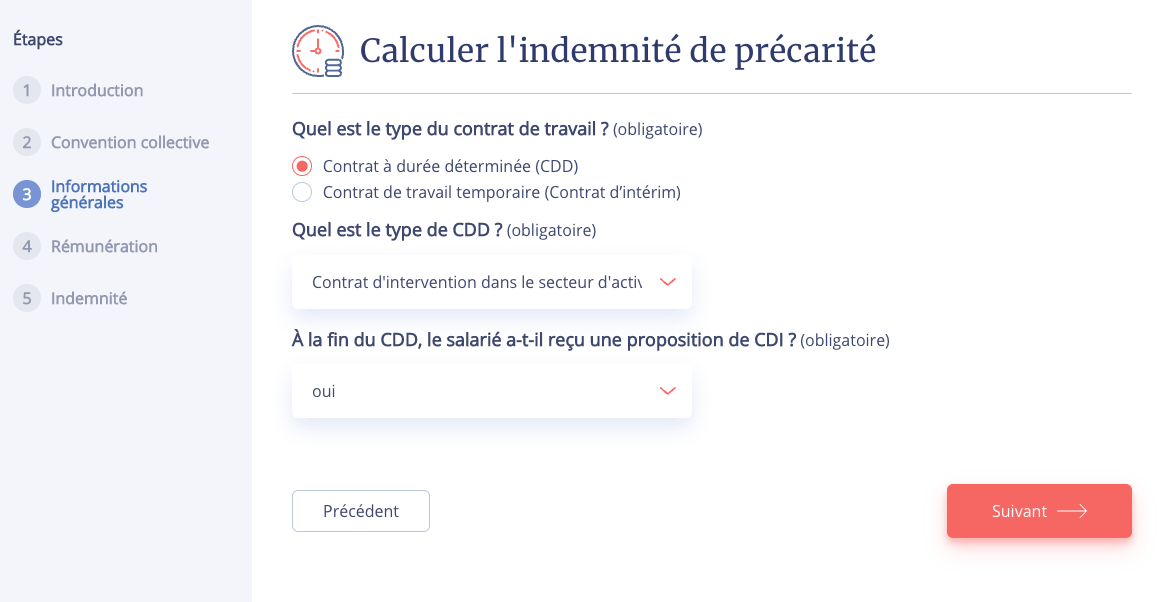 Étapes
1 Introduction
2 Convention collective
3 Informations
générales
4 Rémunération
5 Indemnité
Calculer l'indemnité de précarité
Quel est le type du contrat de travail ? (obligatoire)
Contrat à durée déterminée (CDD)
Contrat de travail temporaire (Contrat d’intérim)
Quel est le type de CDD ? (obligatoire)
Contrat d'intervention dans le secteur d'activ
À la fin du CDD, le salarié a-t-il reçu une proposition de CDI ? (obligatoire)
oui
Précédent
Suivant